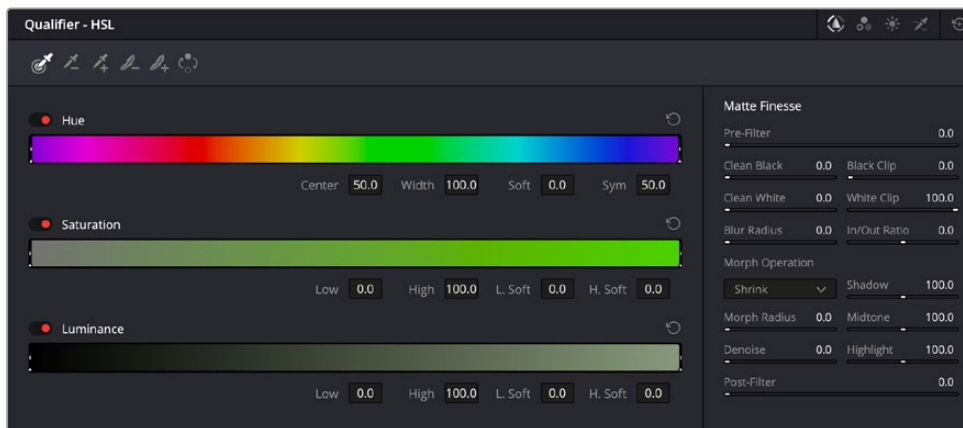 Qualifier - HSL
Hue
Center 50.0 Width 100.0 Soft 0.0 Sym 50.0
Saturation
Low 0.0 High 100.0 L. Soft 0.0 H. Soft 0.0
Luminance
Low 0.0 High 100.0 L. Soft 0.0 H. Soft 0.0
Matte Finesse
Pre-Filter 0.0
Clean Black 0.0 Black Clip 0.0
Clean White 0.0 White Clip 100.0
Blur Radius 0.0 In/Out Ratio 0.0
Morph Operation
Shrink Shadow 100.0
Morph Radius 0.0 Midtone 100.0
Denoise 0.0 Highlight 100.0
Post-Filter 0.0